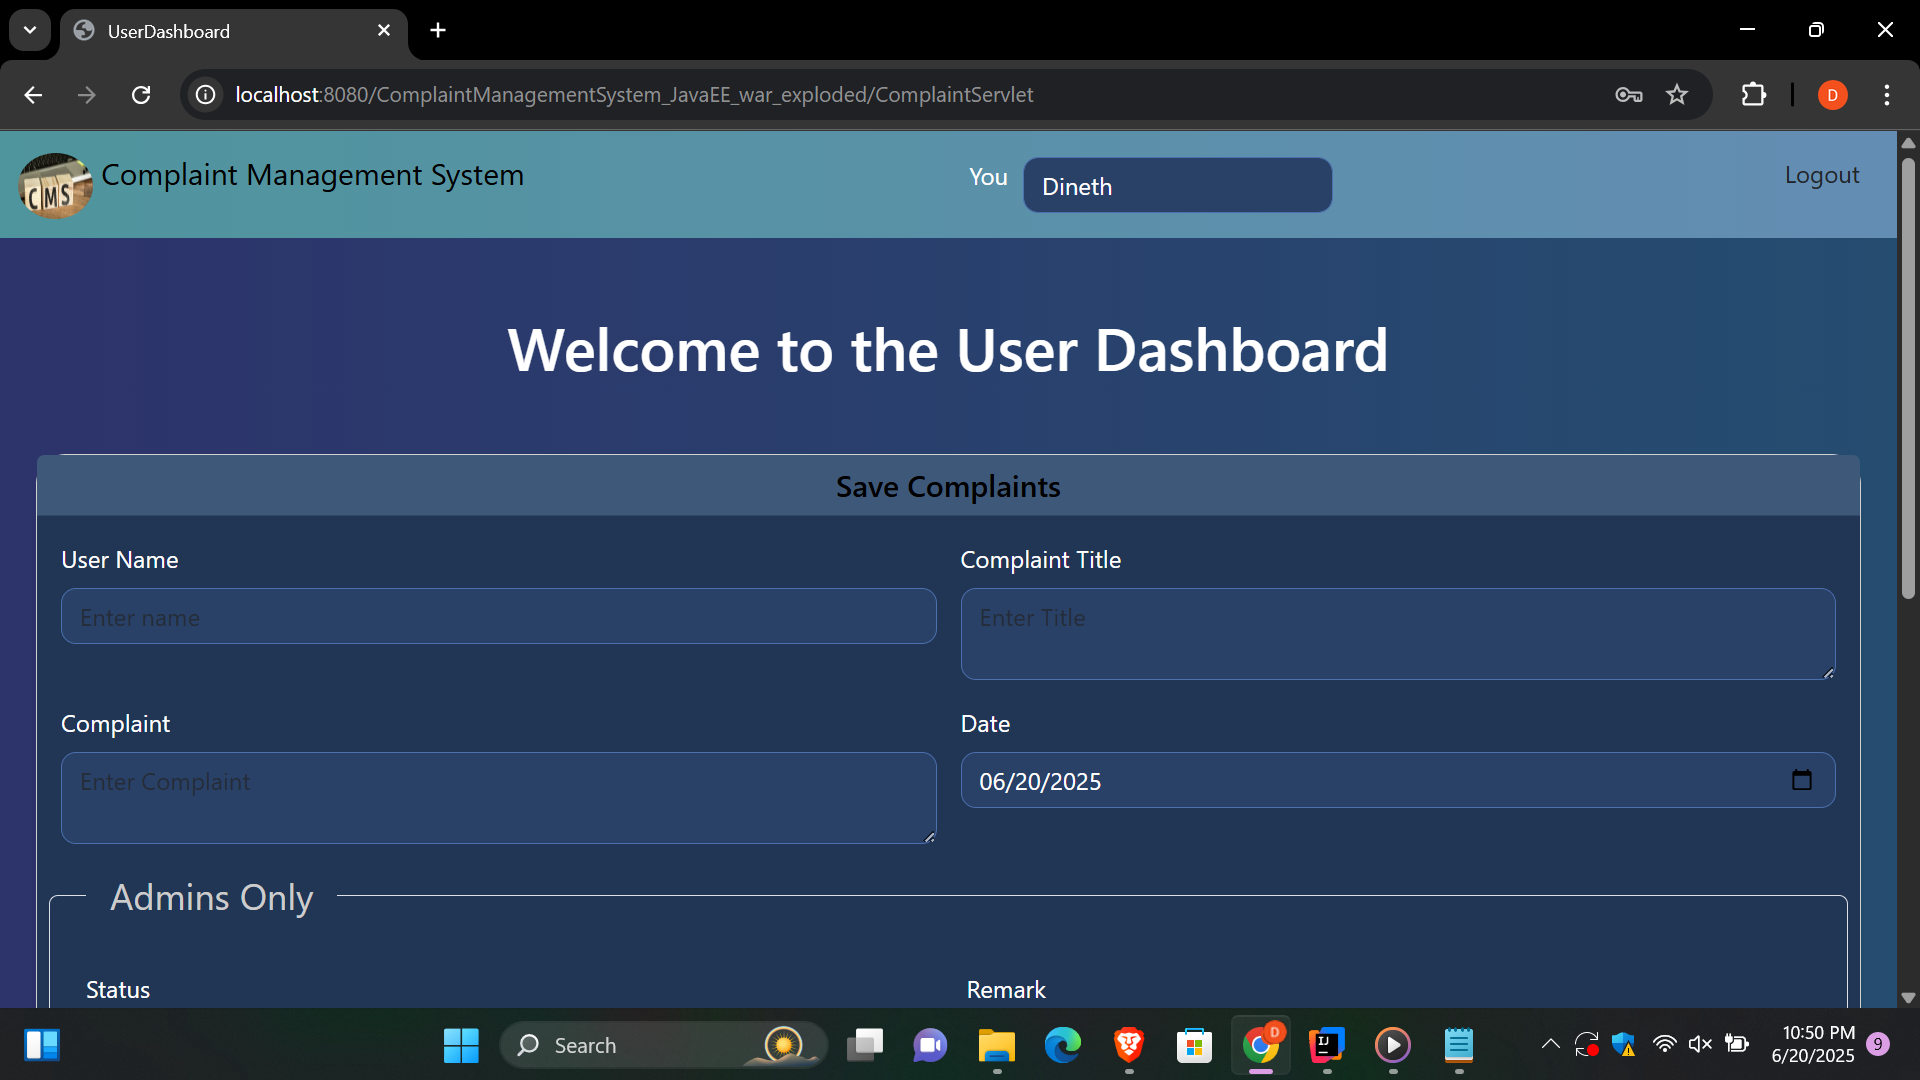 UserDashboard
localhost:8080/ComplaintManagementSystem_JavaEE_war_exploded/ComplaintServlet
D
CMS
Complaint Management System
You
Dineth
Logout
Welcome to the User Dashboard
Save Complaints
User Name
Complaint Title
Enter name
Enter Title
Complaint
Date
Enter Complaint
06/20/2025
Admins Only
Status
Remark
Search
D
IJ
10:50 PM
6/20/2025
9